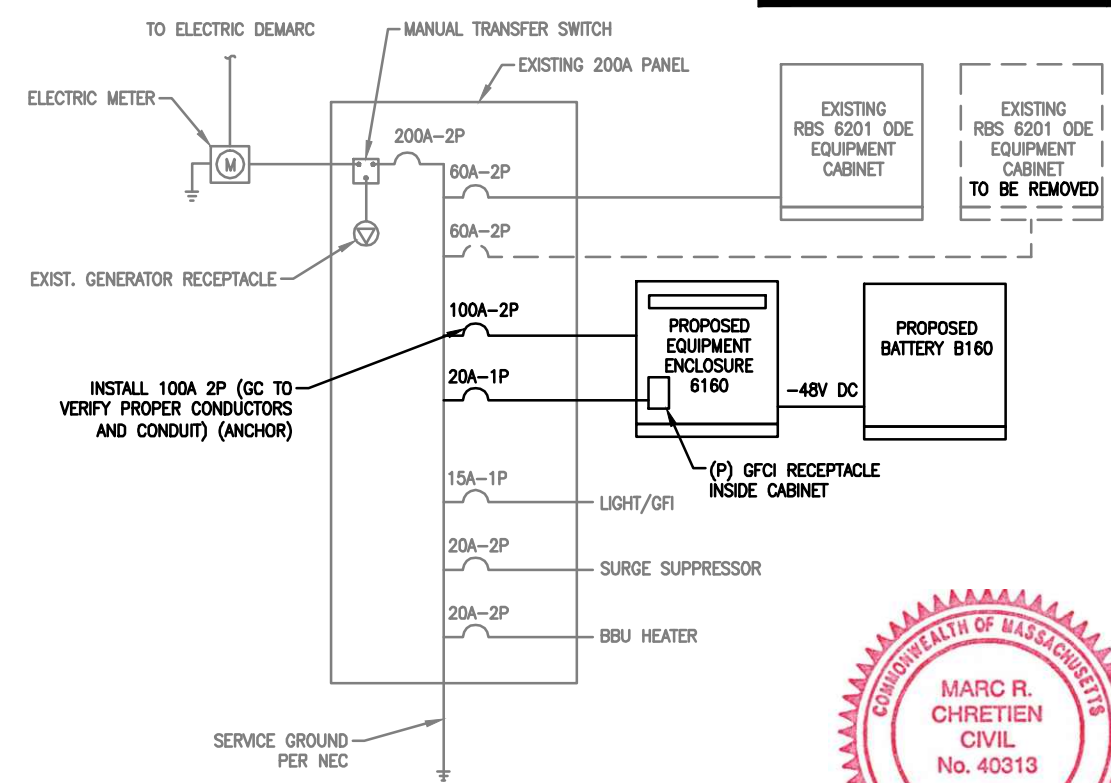 TO ELECTRIC DEMARC
MANUAL TRANSFER SWITCH
EXISTING 200A PANEL
ELECTRIC METER
M
200A-2P
60A-2P
60A-2P
EXISTING
RBS 6201 ODE
EQUIPMENT
CABINET
EXISTING
RBS 6201 ODE
EQUIPMENT
CABINET
TO BE REMOVED
EXIST. GENERATOR RECEPTACLE
100A-2P
20A-1P
INSTALL 100A 2P (GC TO
VERIFY PROPER CONDUCTORS
AND CONDUIT) (ANCHOR)
PROPOSED
EQUIPMENT
ENCLOSURE
6160
-48V DC
PROPOSED
BATTERY B160
(P) GFCI RECEPTACLE
INSIDE CABINET
15A-1P
LIGHT/GFI
20A-2P
SURGE SUPPRESSOR
20A-2P
BBU HEATER
SERVICE GROUND
PER NEC
COMMONWEALTH OF MASSACHUSETTS
MARC R.
CHRETIEN
CIVIL
No. 40313